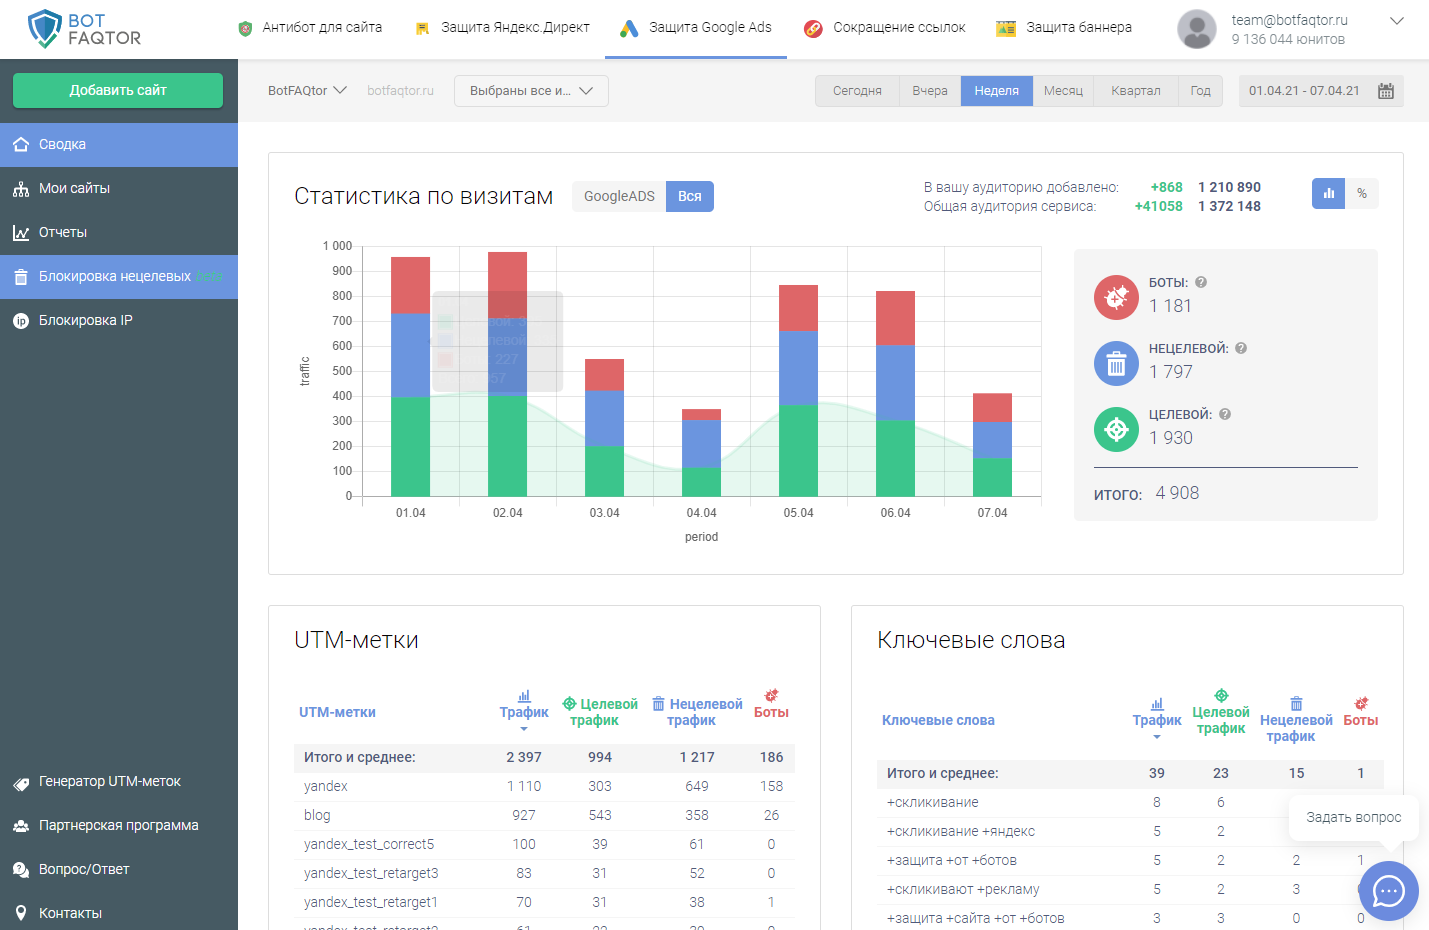 BOT FAQTOR
Антибот для сайта
Защита Яндекс.Директ
Защита Google Ads
Сокращение ссылок
Защита баннера
team@botfaqtor.ru
9 136 044 юнитов
Добавить сайт
Сводка
Мои сайты
Отчеты
Блокировка нецелевых beta
Блокировка IP
Генератор UTM-меток
Партнерская программа
Вопрос/Ответ
Контакты
BotFAQtor botfaqtor.ru Выбраны все и...
Сегодня Вчера Неделя Месяц Квартал Год 01.04.21 - 07.04.21
Статистика по визитам GoogleADS Вся
В вашу аудиторию добавлено: +868 1 210 890
Общая аудитория сервиса: +41058 1 372 148
%
1 000
900
800
700
600
500
400
300
200
100
0
traffic
227
01.04 02.04 03.04 04.04 05.04 06.04 07.04
period
БОТЫ: ?
1 181
НЕЦЕЛЕВОЙ: ?
1 797
ЦЕЛЕВОЙ: ?
1 930
ИТОГО: 4 908
UTM-метки
UTM-метки Трафик Целевой трафик Нецелевой трафик Боты
Итого и среднее: 2 397 994 1 217 186
yandex 1 110 303 649 158
blog 927 543 358 26
yandex_test_correct5 100 39 61 0
yandex_test_retarget3 83 31 52 0
yandex_test_retarget1 70 31 38 1
Ключевые слова
Ключевые слова Трафик Целевой трафик Нецелевой трафик Боты
Итого и среднее: 39 23 15 1
+скликивание 8 6
+скликивание +яндекс 5 2
+защита +от +ботов 5 2 2 1
+скликивают +рекламу 5 2 3
+защита +сайта +от +ботов 3 3 0 0
Задать вопрос